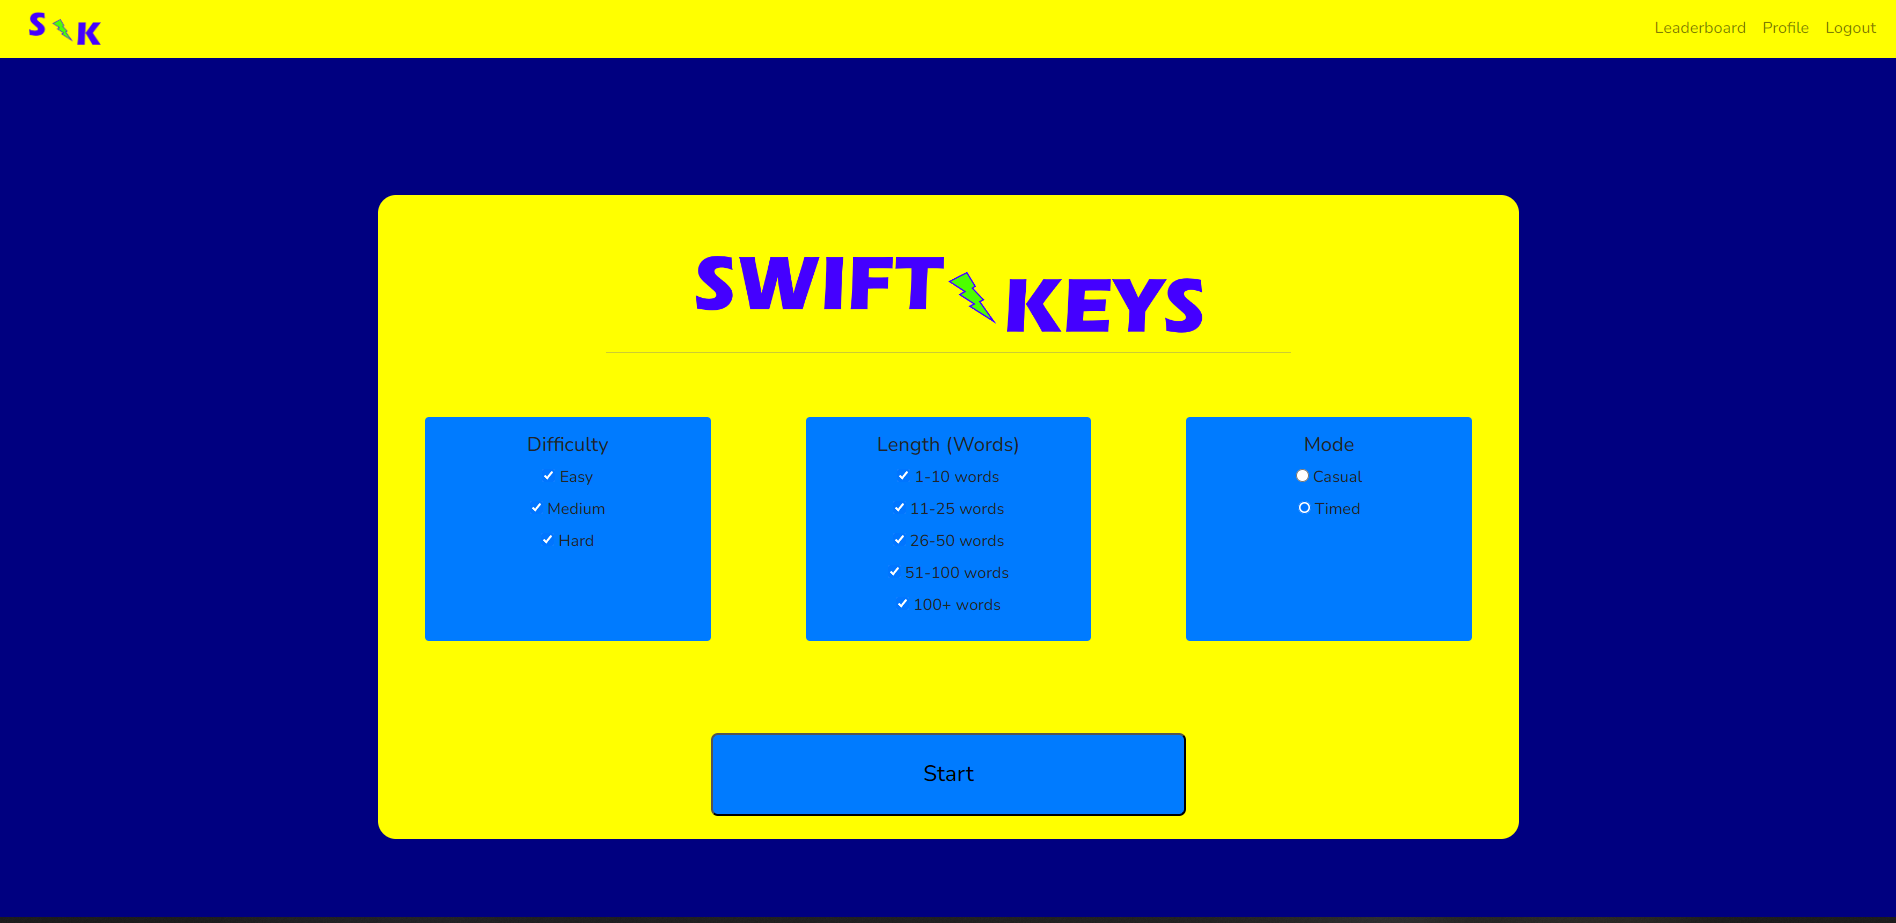 S K
Leaderboard Profile Logout
SWIFT KEYS
Difficulty
Easy
Medium
Hard
Length (Words)
1-10 words
11-25 words
26-50 words
51-100 words
100+ words
Mode
Casual
Timed
Start